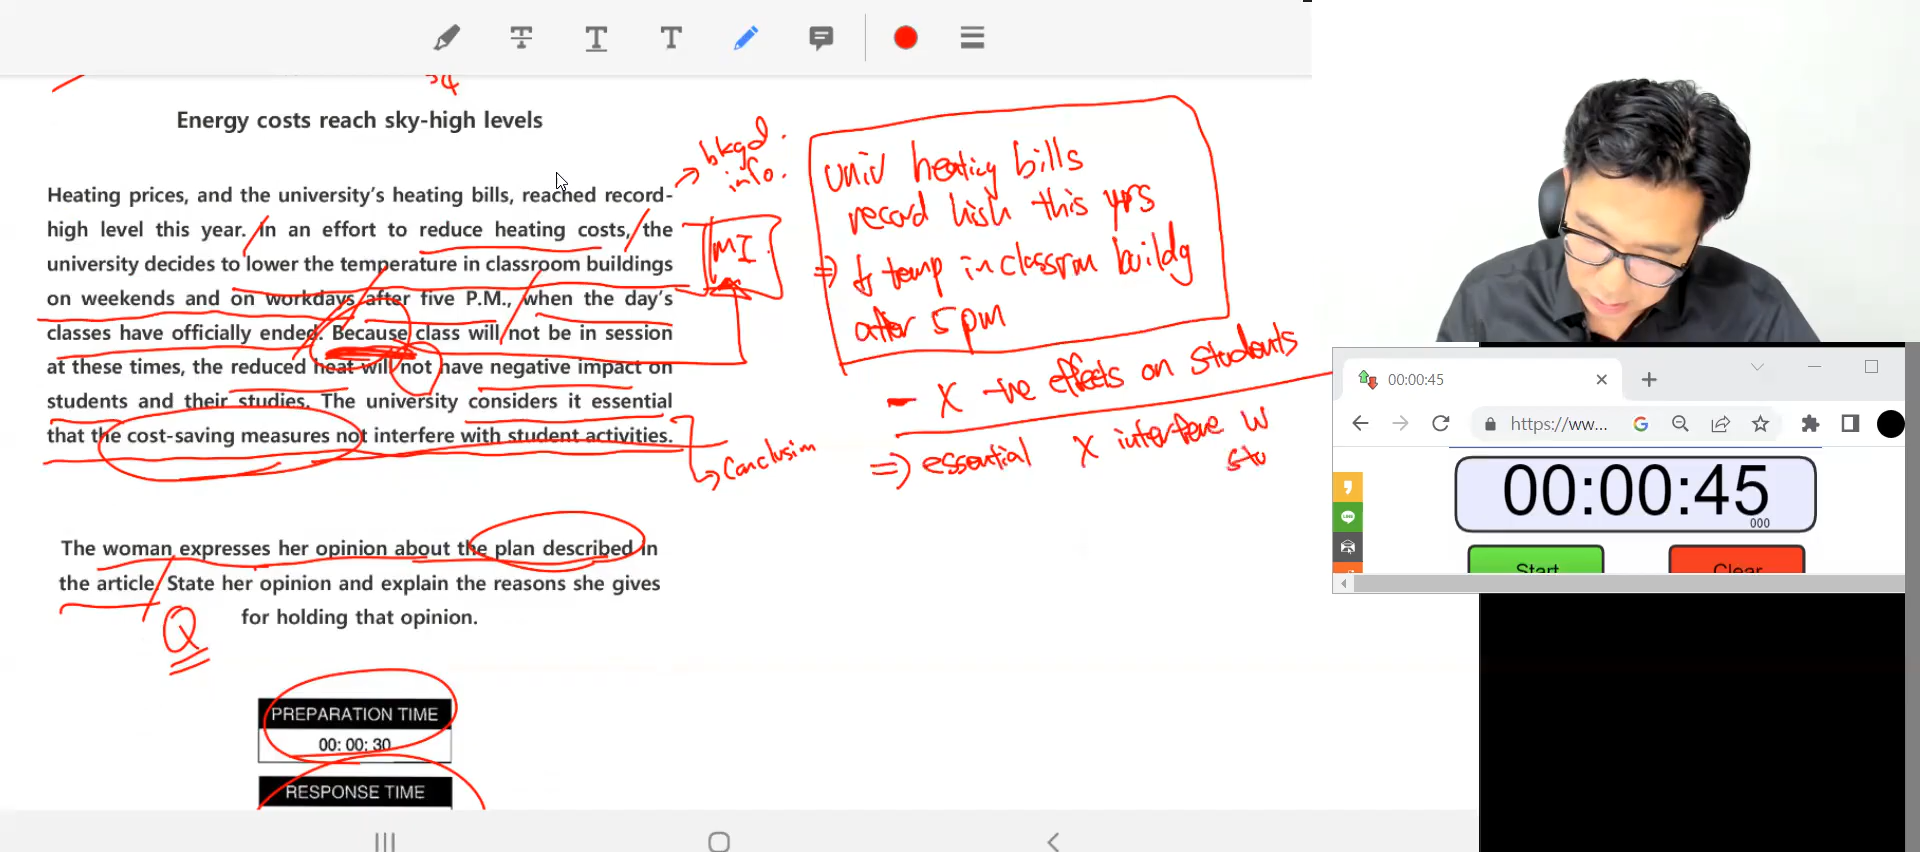 Energy costs reach sky-high levels
Heating prices, and the university's heating bills, reached record-
high level this year. In an effort to reduce heating costs, the
university decides to lower the temperature in classroom buildings
on weekends and on workdays after five P.M., when the day's
classes have officially ended. Because class will not be in session
at these times, the reduced heat will not have negative impact on
students and their studies. The university considers it essential
that the cost-saving measures not interfere with student activities.
bkgd.
info.
MI.
Conclusion
univ heating bills
record high this yrs
⇒ ↓ temp in classrm buildg
after 5 pm
- X -ve effects on students
⇒ essential X interfere w
stu
The woman expresses her opinion about the plan described in
the article. State her opinion and explain the reasons she gives
for holding that opinion.
Q
PREPARATION TIME
00: 00: 30
RESPONSE TIME
00:00:45
https://ww...
00:00:45
000
Start
Clear